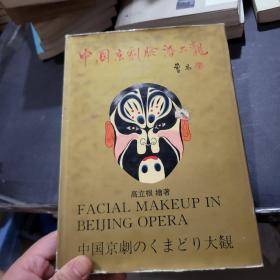 中国京剧脸谱大观
高立根 繪著
FACIAL MAKEUP IN
BEIJING OPERA
中国京劇のくまどり大観